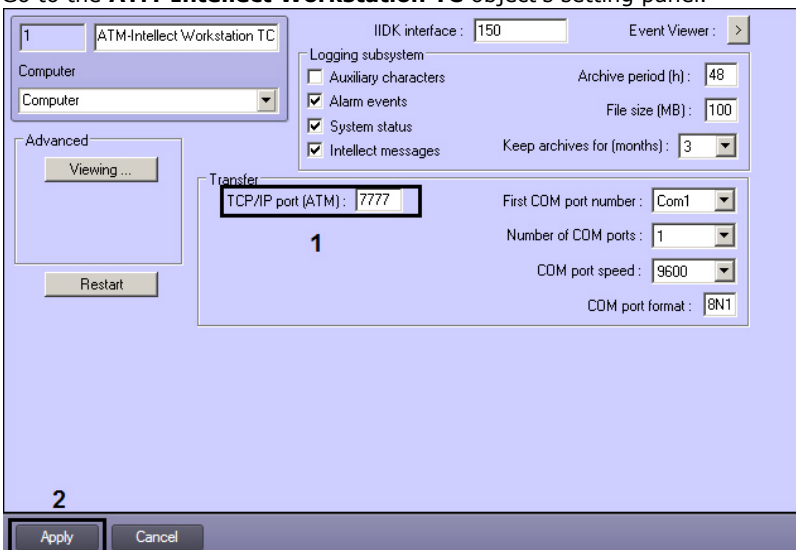 Go to the ATM-Intellect Workstation TC object's setting panel.
1 ATM-Intellect Workstation TC
IIDK interface : 150
Event Viewer : >
Computer
Computer
Logging subsystem
Auxiliary characters
Alarm events
System status
Intellect messages
Archive period (h) : 48
File size (MB) : 100
Keep archives for (months) : 3
Advanced
Viewing ...
Restart
Transfer
TCP/IP port (ATM) : 7777
1
First COM port number : Com1
Number of COM ports : 1
COM port speed : 9600
COM port format : 8N1
2
Apply Cancel